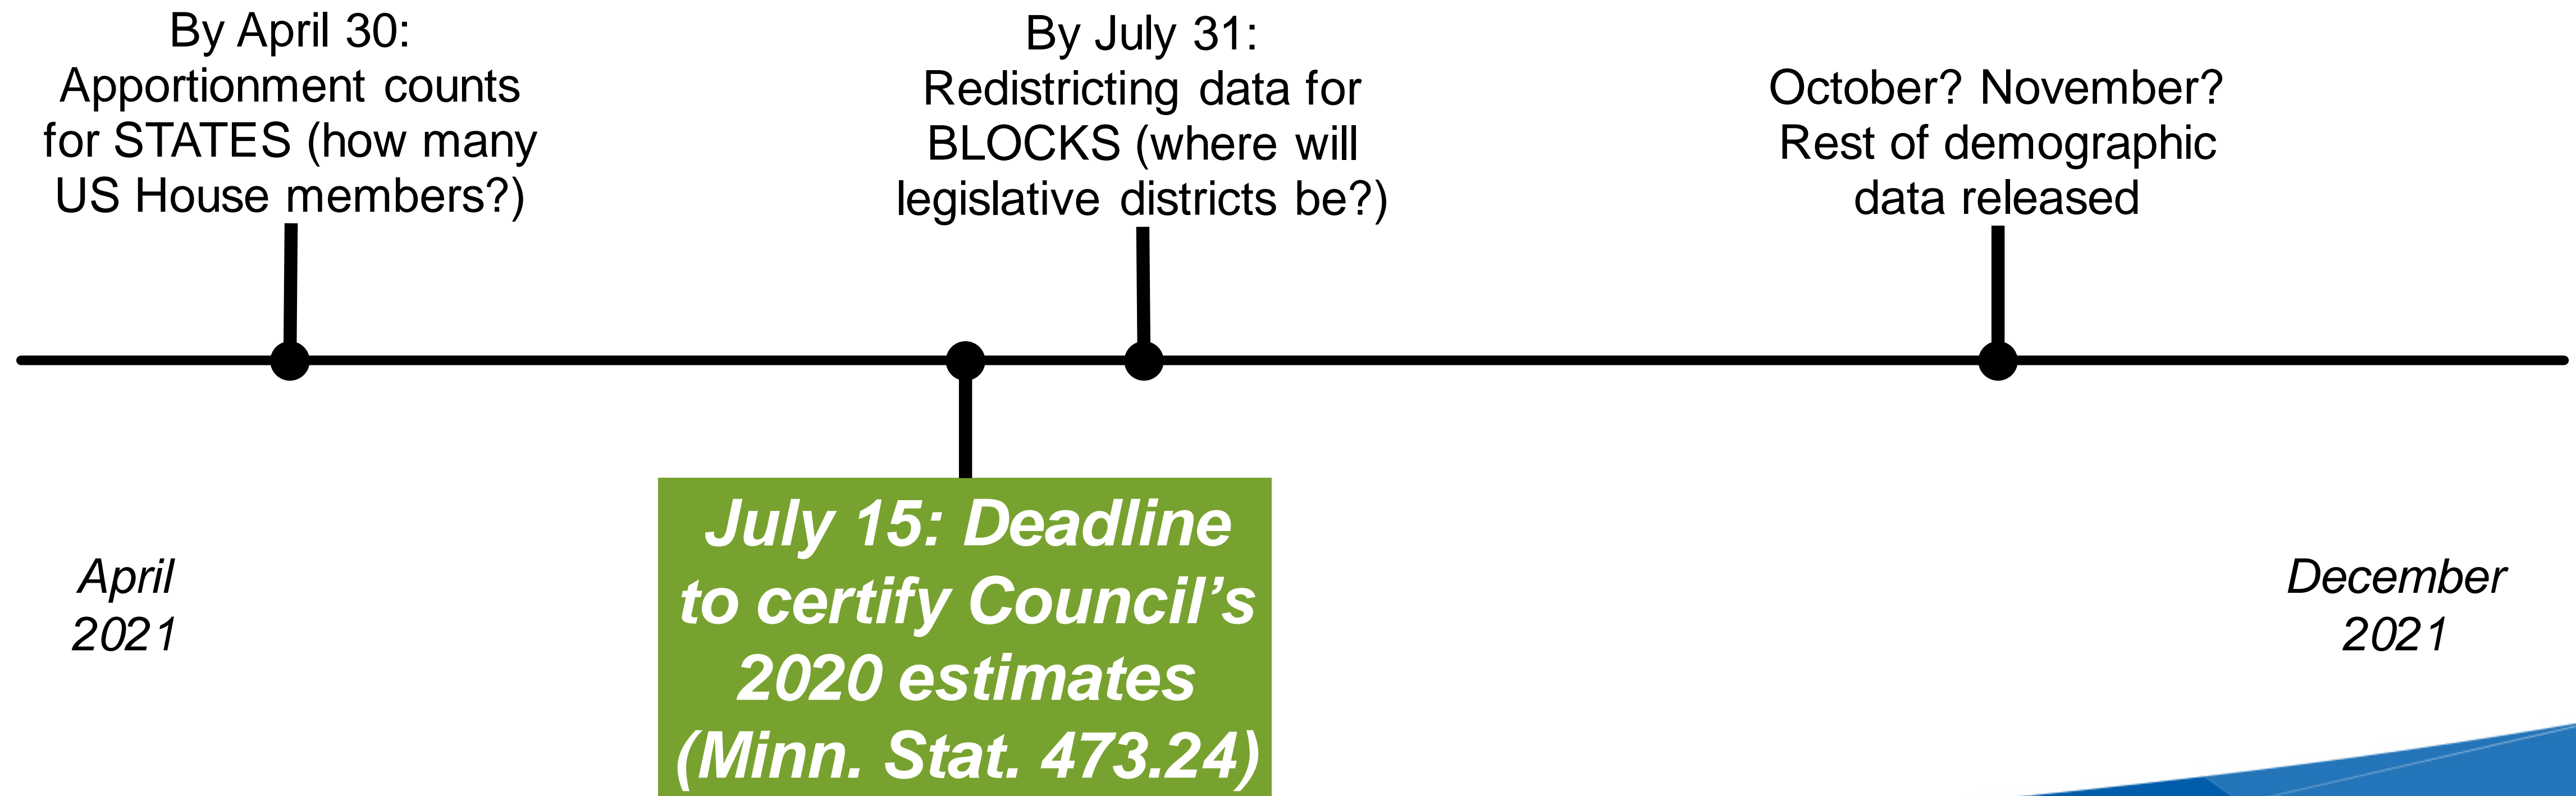 By April 30:
Apportionment counts
for STATES (how many
US House members?)
By July 31:
Redistricting data for
BLOCKS (where will
legislative districts be?)
October? November?
Rest of demographic
data released
July 15: Deadline
to certify Council’s
2020 estimates
(Minn. Stat. 473.24)
April
2021
December
2021